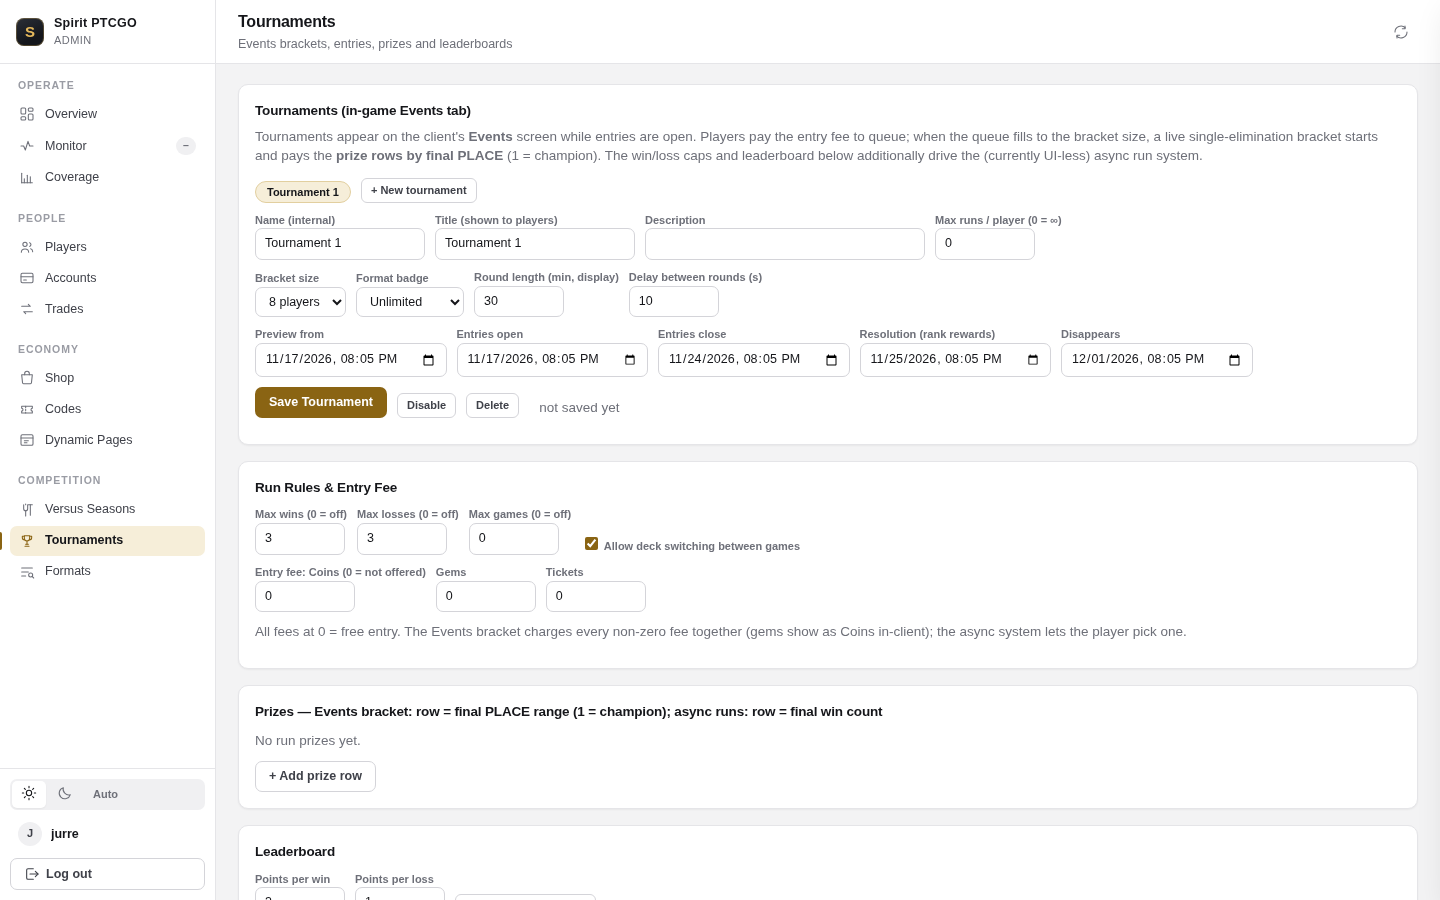 S
Spirit PTCGO
ADMIN
OPERATE
Overview
Monitor
–
Coverage
PEOPLE
Players
Accounts
Trades
ECONOMY
Shop
Codes
Dynamic Pages
COMPETITION
Versus Seasons
Tournaments
Formats
Auto
J
jurre
Log out
Tournaments
Events brackets, entries, prizes and leaderboards
Tournaments (in-game Events tab)
Tournaments appear on the client's Events screen while entries are open. Players pay the entry fee to queue; when the queue fills to the bracket size, a live single-elimination bracket starts
and pays the prize rows by final PLACE (1 = champion). The win/loss caps and leaderboard below additionally drive the (currently UI-less) async run system.
Tournament 1
+ New tournament
Name (internal)
Title (shown to players)
Description
Max runs / player (0 = ∞)
Tournament 1
Tournament 1
0
Bracket size
Format badge
Round length (min, display)
Delay between rounds (s)
8 players
Unlimited
30
10
Preview from
Entries open
Entries close
Resolution (rank rewards)
Disappears
11/17/2026, 08:05 PM
11/17/2026, 08:05 PM
11/24/2026, 08:05 PM
11/25/2026, 08:05 PM
12/01/2026, 08:05 PM
Save Tournament
Disable
Delete
not saved yet
Run Rules & Entry Fee
Max wins (0 = off)
Max losses (0 = off)
Max games (0 = off)
3
3
0
Allow deck switching between games
Entry fee: Coins (0 = not offered)
Gems
Tickets
0
0
0
All fees at 0 = free entry. The Events bracket charges every non-zero fee together (gems show as Coins in-client); the async system lets the player pick one.
Prizes — Events bracket: row = final PLACE range (1 = champion); async runs: row = final win count
No run prizes yet.
+ Add prize row
Leaderboard
Points per win
Points per loss